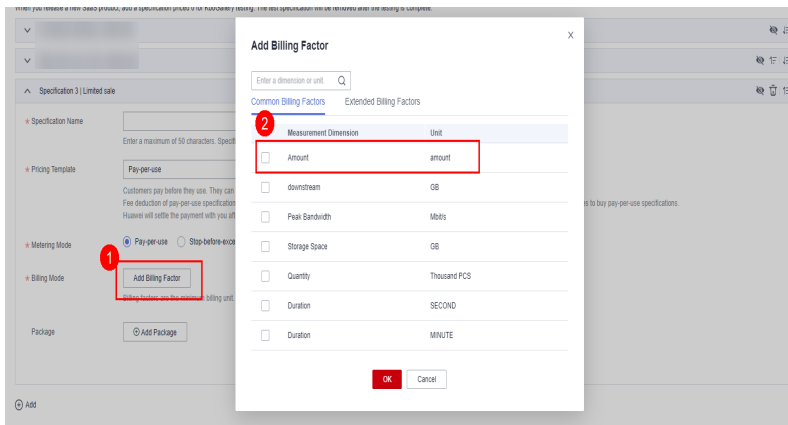 When you release a new SaaS product, add a specification priced 0 for KooGallery testing. The test specification will be removed after the testing is complete.
Specification 3 | Limited sale
* Specification Name
Enter a maximum of 50 characters. Specifi
* Pricing Template
Pay-per-use
Customers pay before they use. They can
Fee deduction of pay-per-use specification
s to buy pay-per-use specifications.
Huawei will settle the payment with you aft
* Metering Mode
Pay-per-use
Stop-before-exce
1
* Billing Mode
Add Billing Factor
Billing factors are the minimum billing unit.
Package
Add Package
Add
Add Billing Factor
X
Enter a dimension or unit.
Common Billing Factors
Extended Billing Factors
2
Measurement Dimension
Unit
Amount
amount
downstream
GB
Peak Bandwidth
Mbit/s
Storage Space
GB
Quantity
Thousand PCS
Duration
SECOND
Duration
MINUTE
OK
Cancel